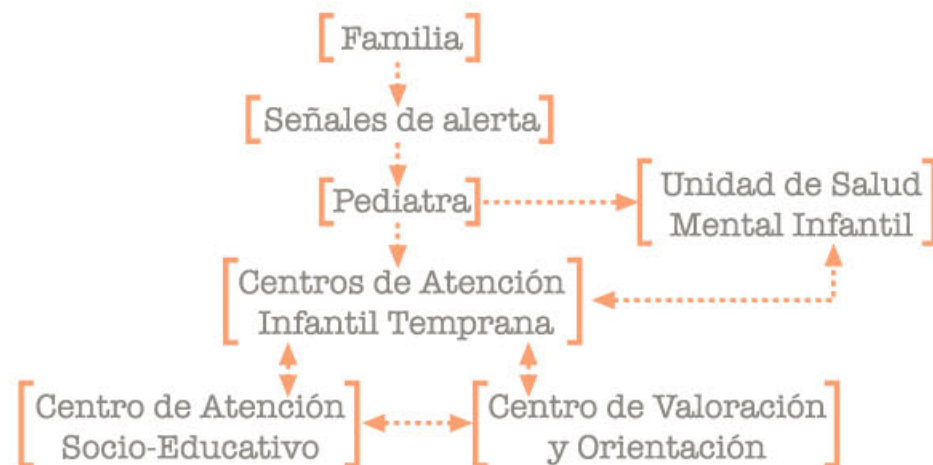 Familia
Señales de alerta
Pediatra
Unidad de Salud
Mental Infantil
Centros de Atención
Infantil Temprana
Centro de Atención
Socio-Educativo
Centro de Valoración
y Orientación